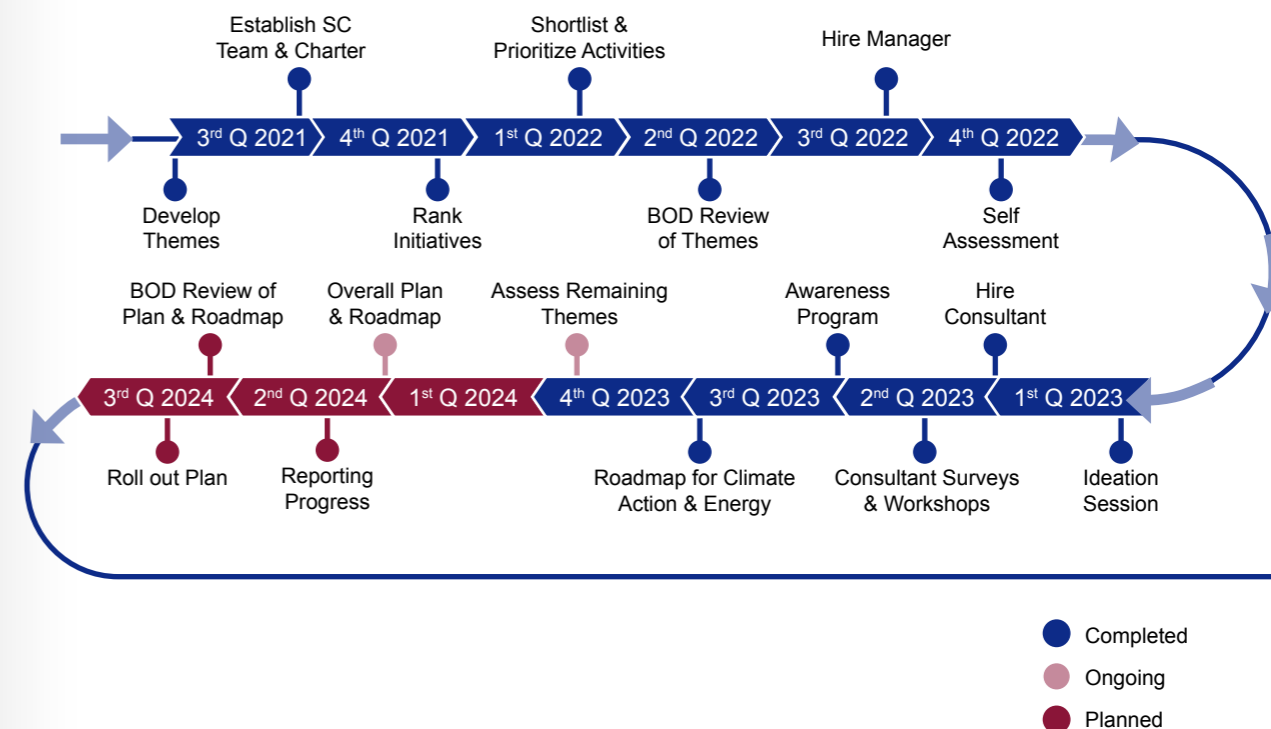 Establish SC
Team & Charter
Shortlist &
Prioritize Activities
Hire Manager
3rd Q 2021
4th Q 2021
1st Q 2022
2nd Q 2022
3rd Q 2022
4th Q 2022
Develop
Themes
Rank
Initiatives
BOD Review
of Themes
Self
Assessment
BOD Review of
Plan & Roadmap
Overall Plan
& Roadmap
Assess Remaining
Themes
Awareness
Program
Hire
Consultant
3rd Q 2024
2nd Q 2024
1st Q 2024
4th Q 2023
3rd Q 2023
2nd Q 2023
1st Q 2023
Roll out Plan
Reporting
Progress
Roadmap for Climate
Action & Energy
Consultant Surveys
& Workshops
Ideation
Session
Completed
Ongoing
Planned